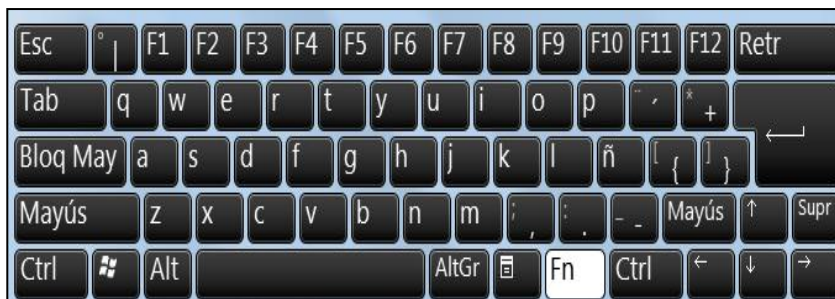 Esc ° | F1 F2 F3 F4 F5 F6 F7 F8 F9 F10 F11 F12 Retr
Tab q w e r t y u i o p ¨ ´ * +
Bloq May a s d f g h j k l ñ [ { ] }
Mayús z x c v b n m ; , : . _ - Mayús ↑ Supr
Ctrl Alt AltGr Fn Ctrl ← ↓ →